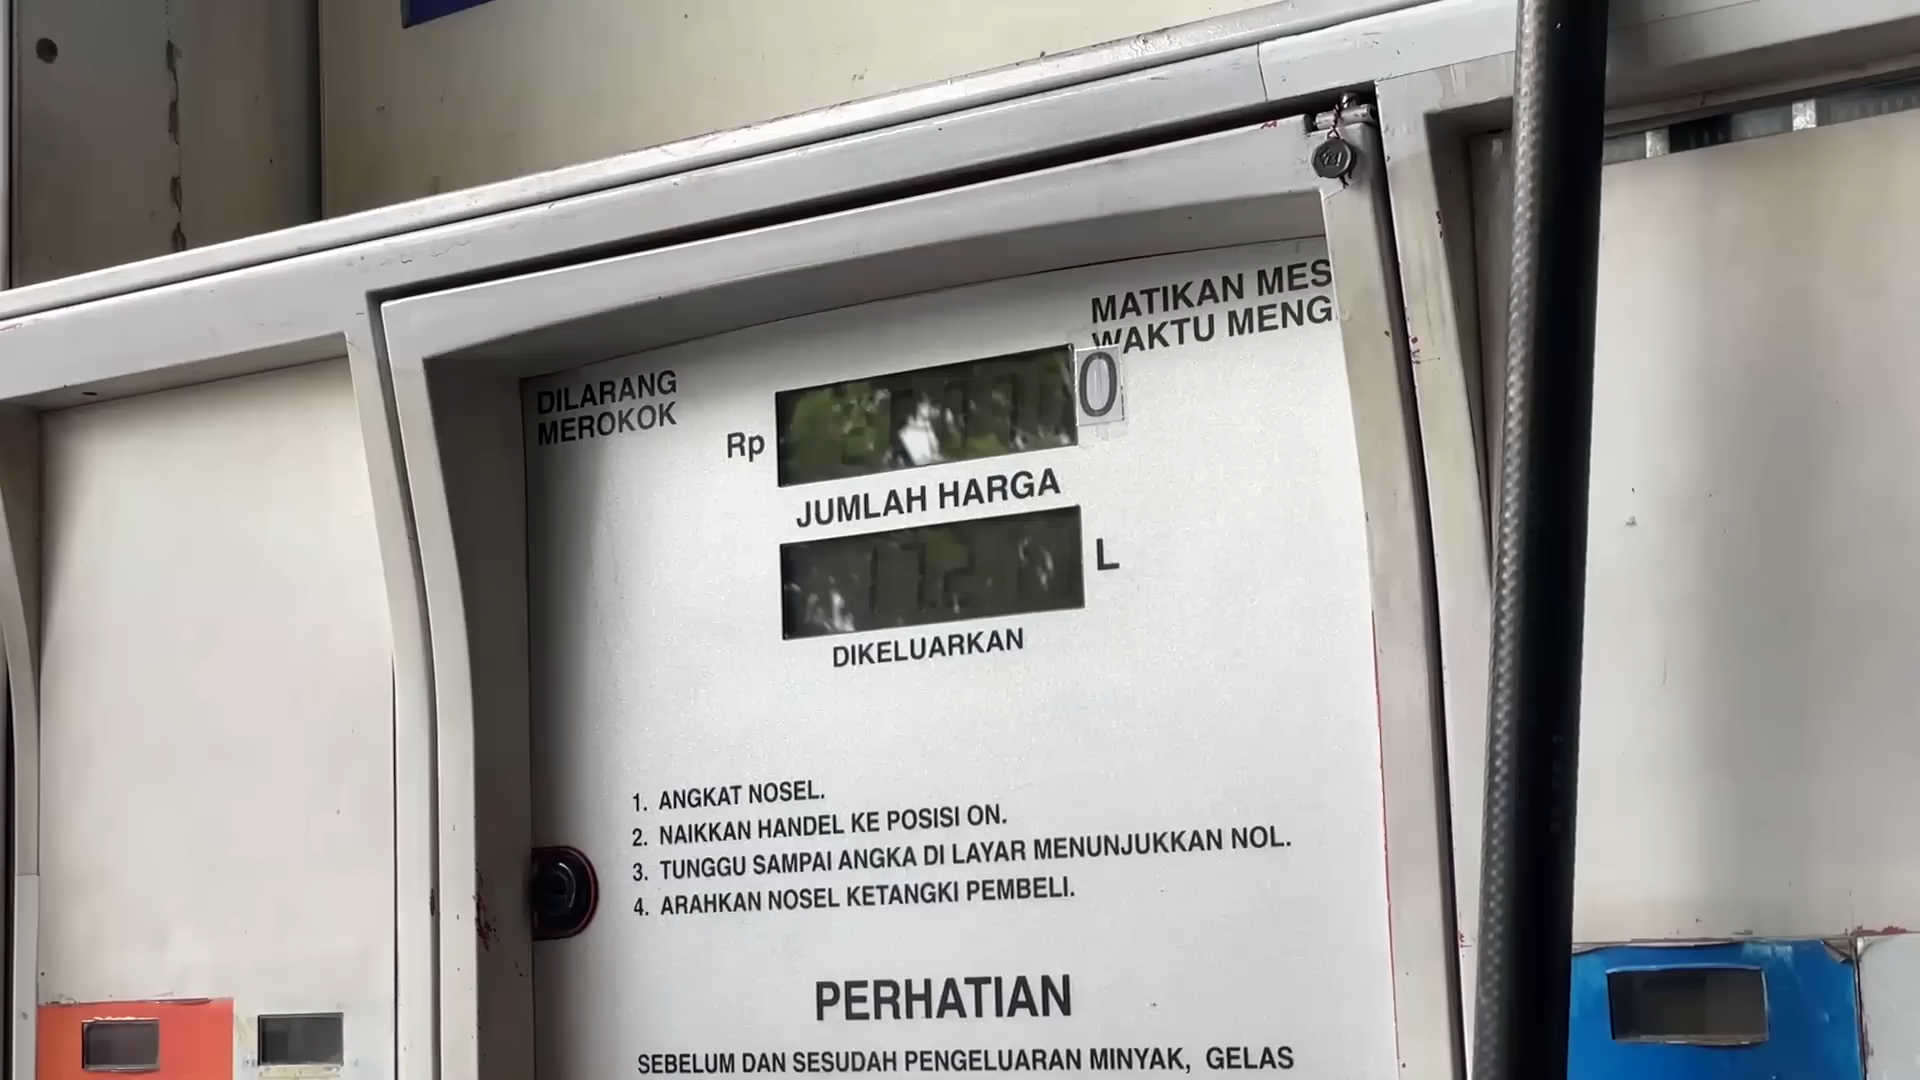 MATIKAN MES
WAKTU MENG
DILARANG
MEROKOK
Rp
0
JUMLAH HARGA
L
DIKELUARKAN
1. ANGKAT NOSEL.
2. NAIKKAN HANDEL KE POSISI ON.
3. TUNGGU SAMPAI ANGKA DI LAYAR MENUNJUKKAN NOL.
4. ARAHKAN NOSEL KETANGKI PEMBELI.
PERHATIAN
SEBELUM DAN SESUDAH PENGELUARAN MINYAK, GELAS